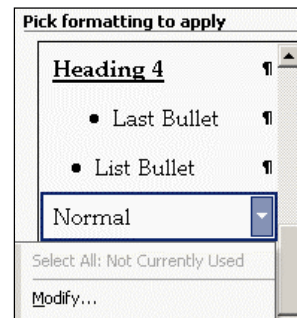 Pick formatting to apply
Heading 4 ¶
• Last Bullet ¶
• List Bullet ¶
Normal
Select All: Not Currently Used
Modify...